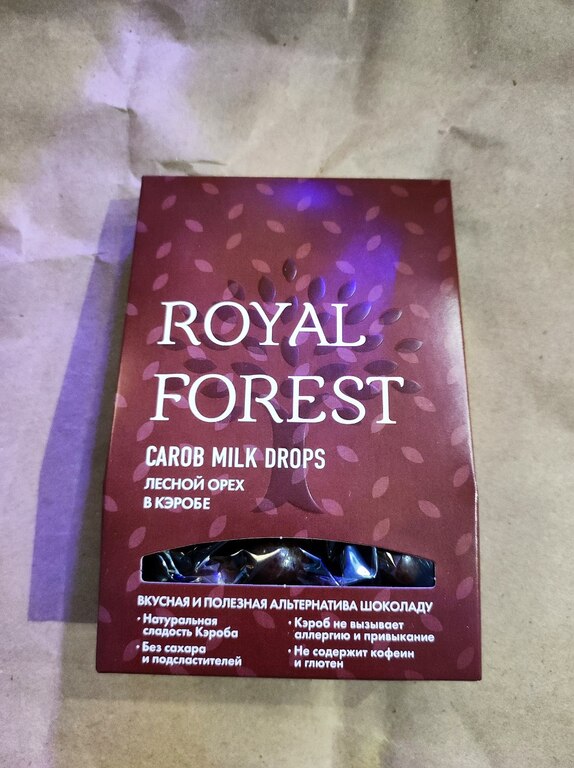 ROYAL
FOREST
CAROB MILK DROPS
ЛЕСНОЙ ОРЕХ
В КЭРОБЕ
ВКУСНАЯ И ПОЛЕЗНАЯ АЛЬТЕРНАТИВА ШОКОЛАДУ
· Натуральная
сладость Кэроба
· Без сахара
и подсластителей
· Кэроб не вызывает
аллергию и привыкание
· Не содержит кофеин
и глютен